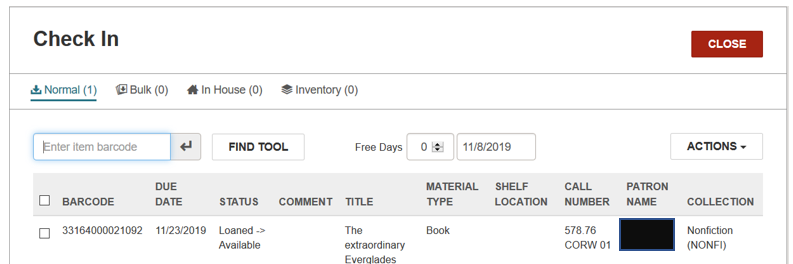 Check In
CLOSE
Normal (1) Bulk (0) In House (0) Inventory (0)
Enter item barcode FIND TOOL Free Days 0 11/8/2019 ACTIONS
BARCODE DUE DATE STATUS COMMENT TITLE MATERIAL TYPE SHELF LOCATION CALL NUMBER PATRON NAME COLLECTION
33164000021092 11/23/2019 Loaned -> The Book 578.76 Nonfiction
Available extraordinary CORW 01 (NONFI)
Everglades